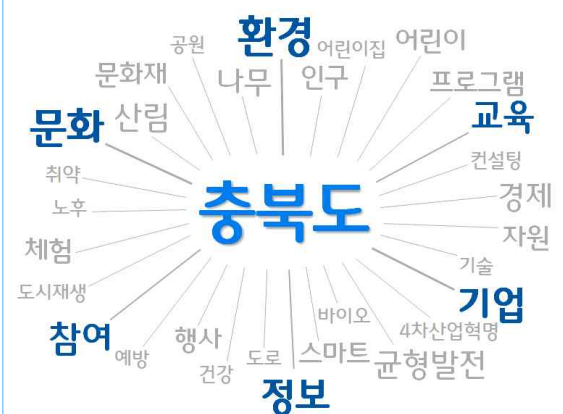 환경
공원
어린이집
어린이
문화재
나무
인구
프로그램
문화
산림
교육
취약
컨설팅
노후
충북도
경제
체험
자원
도시재생
기술
참여
예방
행사
건강
도로
바이오
스마트
4차산업혁명
기업
균형발전
정보